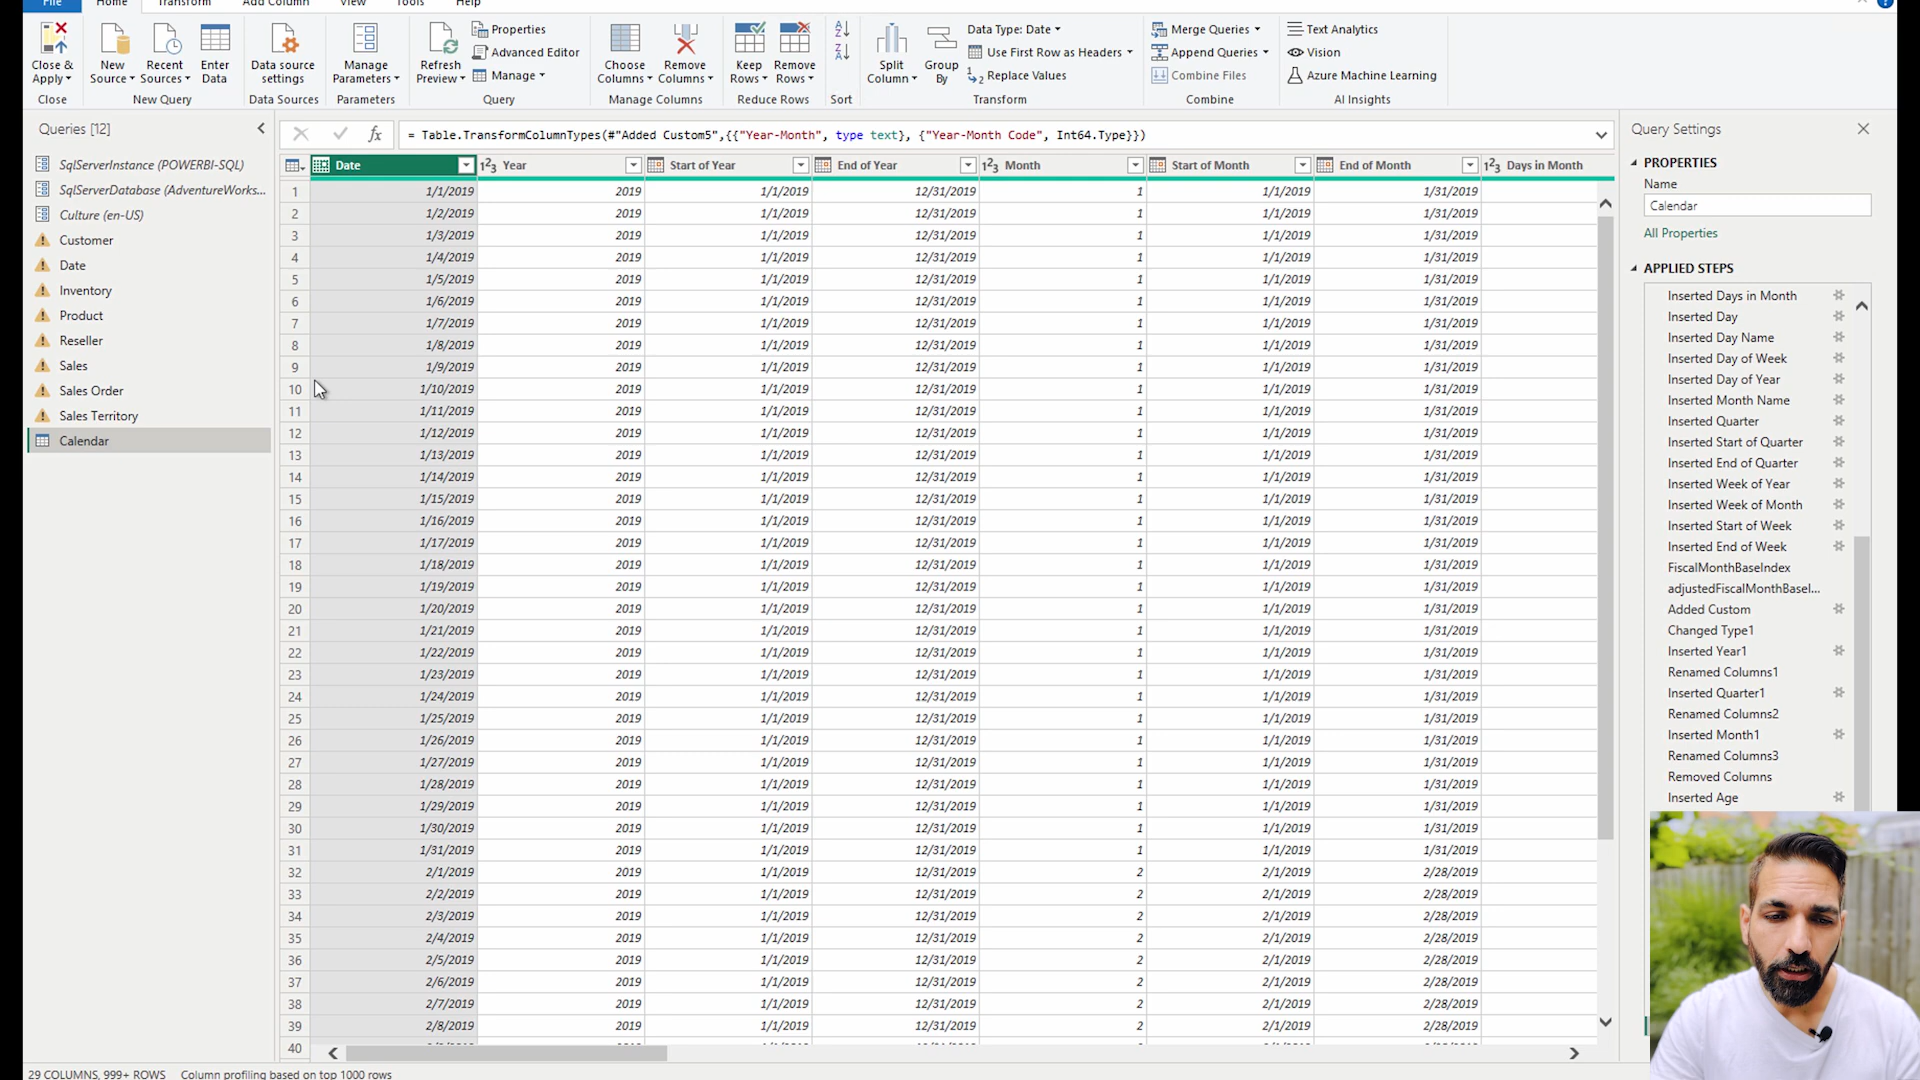 File Home Transform Add Column View Tools Help
Close & Apply
Close
New Source
Recent Sources
Enter Data
New Query
Data source settings
Data Sources
Manage Parameters
Parameters
Refresh Preview
Properties
Advanced Editor
Manage
Query
Choose Columns
Remove Columns
Manage Columns
Keep Rows
Remove Rows
Reduce Rows
Sort
Split Column
Group By
Data Type: Date
Use First Row as Headers
Replace Values
Transform
Merge Queries
Append Queries
Combine Files
Combine
Text Analytics
Vision
Azure Machine Learning
AI Insights
Queries [12]
SqlServerInstance (POWERBI-SQL)
SqlServerDatabase (AdventureWorks...
Culture (en-US)
Customer
Date
Inventory
Product
Reseller
Sales
Sales Order
Sales Territory
Calendar
= Table.TransformColumnTypes(#"Added Custom5",{{"Year-Month", type text}, {"Year-Month Code", Int64.Type}})
Date Year Start of Year End of Year Month Start of Month End of Month Days in Month
1 1/1/2019 2019 1/1/2019 12/31/2019 1 1/1/2019 1/31/2019
2 1/2/2019 2019 1/1/2019 12/31/2019 1 1/1/2019 1/31/2019
3 1/3/2019 2019 1/1/2019 12/31/2019 1 1/1/2019 1/31/2019
4 1/4/2019 2019 1/1/2019 12/31/2019 1 1/1/2019 1/31/2019
5 1/5/2019 2019 1/1/2019 12/31/2019 1 1/1/2019 1/31/2019
6 1/6/2019 2019 1/1/2019 12/31/2019 1 1/1/2019 1/31/2019
7 1/7/2019 2019 1/1/2019 12/31/2019 1 1/1/2019 1/31/2019
8 1/8/2019 2019 1/1/2019 12/31/2019 1 1/1/2019 1/31/2019
9 1/9/2019 2019 1/1/2019 12/31/2019 1 1/1/2019 1/31/2019
10 1/10/2019 2019 1/1/2019 12/31/2019 1 1/1/2019 1/31/2019
11 1/11/2019 2019 1/1/2019 12/31/2019 1 1/1/2019 1/31/2019
12 1/12/2019 2019 1/1/2019 12/31/2019 1 1/1/2019 1/31/2019
13 1/13/2019 2019 1/1/2019 12/31/2019 1 1/1/2019 1/31/2019
14 1/14/2019 2019 1/1/2019 12/31/2019 1 1/1/2019 1/31/2019
15 1/15/2019 2019 1/1/2019 12/31/2019 1 1/1/2019 1/31/2019
16 1/16/2019 2019 1/1/2019 12/31/2019 1 1/1/2019 1/31/2019
17 1/17/2019 2019 1/1/2019 12/31/2019 1 1/1/2019 1/31/2019
18 1/18/2019 2019 1/1/2019 12/31/2019 1 1/1/2019 1/31/2019
19 1/19/2019 2019 1/1/2019 12/31/2019 1 1/1/2019 1/31/2019
20 1/20/2019 2019 1/1/2019 12/31/2019 1 1/1/2019 1/31/2019
21 1/21/2019 2019 1/1/2019 12/31/2019 1 1/1/2019 1/31/2019
22 1/22/2019 2019 1/1/2019 12/31/2019 1 1/1/2019 1/31/2019
23 1/23/2019 2019 1/1/2019 12/31/2019 1 1/1/2019 1/31/2019
24 1/24/2019 2019 1/1/2019 12/31/2019 1 1/1/2019 1/31/2019
25 1/25/2019 2019 1/1/2019 12/31/2019 1 1/1/2019 1/31/2019
26 1/26/2019 2019 1/1/2019 12/31/2019 1 1/1/2019 1/31/2019
27 1/27/2019 2019 1/1/2019 12/31/2019 1 1/1/2019 1/31/2019
28 1/28/2019 2019 1/1/2019 12/31/2019 1 1/1/2019 1/31/2019
29 1/29/2019 2019 1/1/2019 12/31/2019 1 1/1/2019 1/31/2019
30 1/30/2019 2019 1/1/2019 12/31/2019 1 1/1/2019 1/31/2019
31 1/31/2019 2019 1/1/2019 12/31/2019 1 1/1/2019 1/31/2019
32 2/1/2019 2019 1/1/2019 12/31/2019 2 2/1/2019 2/28/2019
33 2/2/2019 2019 1/1/2019 12/31/2019 2 2/1/2019 2/28/2019
34 2/3/2019 2019 1/1/2019 12/31/2019 2 2/1/2019 2/28/2019
35 2/4/2019 2019 1/1/2019 12/31/2019 2 2/1/2019 2/28/2019
36 2/5/2019 2019 1/1/2019 12/31/2019 2 2/1/2019 2/28/2019
37 2/6/2019 2019 1/1/2019 12/31/2019 2 2/1/2019 2/28/2019
38 2/7/2019 2019 1/1/2019 12/31/2019 2 2/1/2019 2/28/2019
39 2/8/2019 2019 1/1/2019 12/31/2019 2 2/1/2019 2/28/2019
40
Query Settings
PROPERTIES
Name
Calendar
All Properties
APPLIED STEPS
Inserted Days in Month
Inserted Day
Inserted Day Name
Inserted Day of Week
Inserted Day of Year
Inserted Month Name
Inserted Quarter
Inserted Start of Quarter
Inserted End of Quarter
Inserted Week of Year
Inserted Week of Month
Inserted Start of Week
Inserted End of Week
FiscalMonthBaseIndex
adjustedFiscalMonthBaseI...
Added Custom
Changed Type1
Inserted Year1
Renamed Columns1
Inserted Quarter1
Renamed Columns2
Inserted Month1
Renamed Columns3
Removed Columns
Inserted Age
29 COLUMNS, 999+ ROWS Column profiling based on top 1000 rows